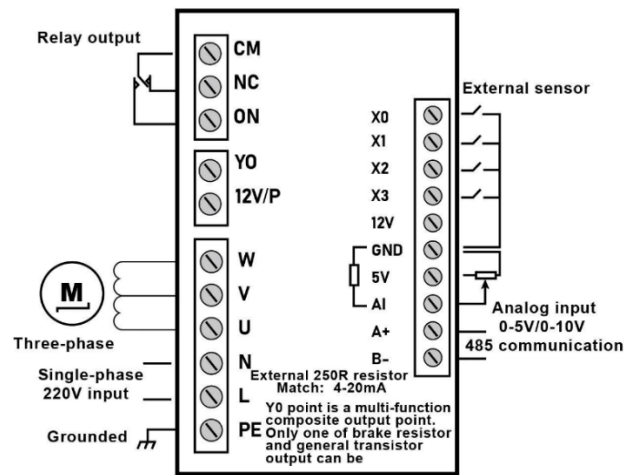 Relay output
CM
NC
ON
YO
12V/P
W
V
U
N
L
PE
M
Three-phase
Single-phase
220V input
Grounded
External sensor
X0
X1
X2
X3
12V
GND
5V
AI
A+
B-
Analog input
0-5V/0-10V
485 communication
External 250R resistor
Match: 4-20mA
Y0 point is a multi-function
composite output point.
Only one of brake resistor
and general transistor
output can be